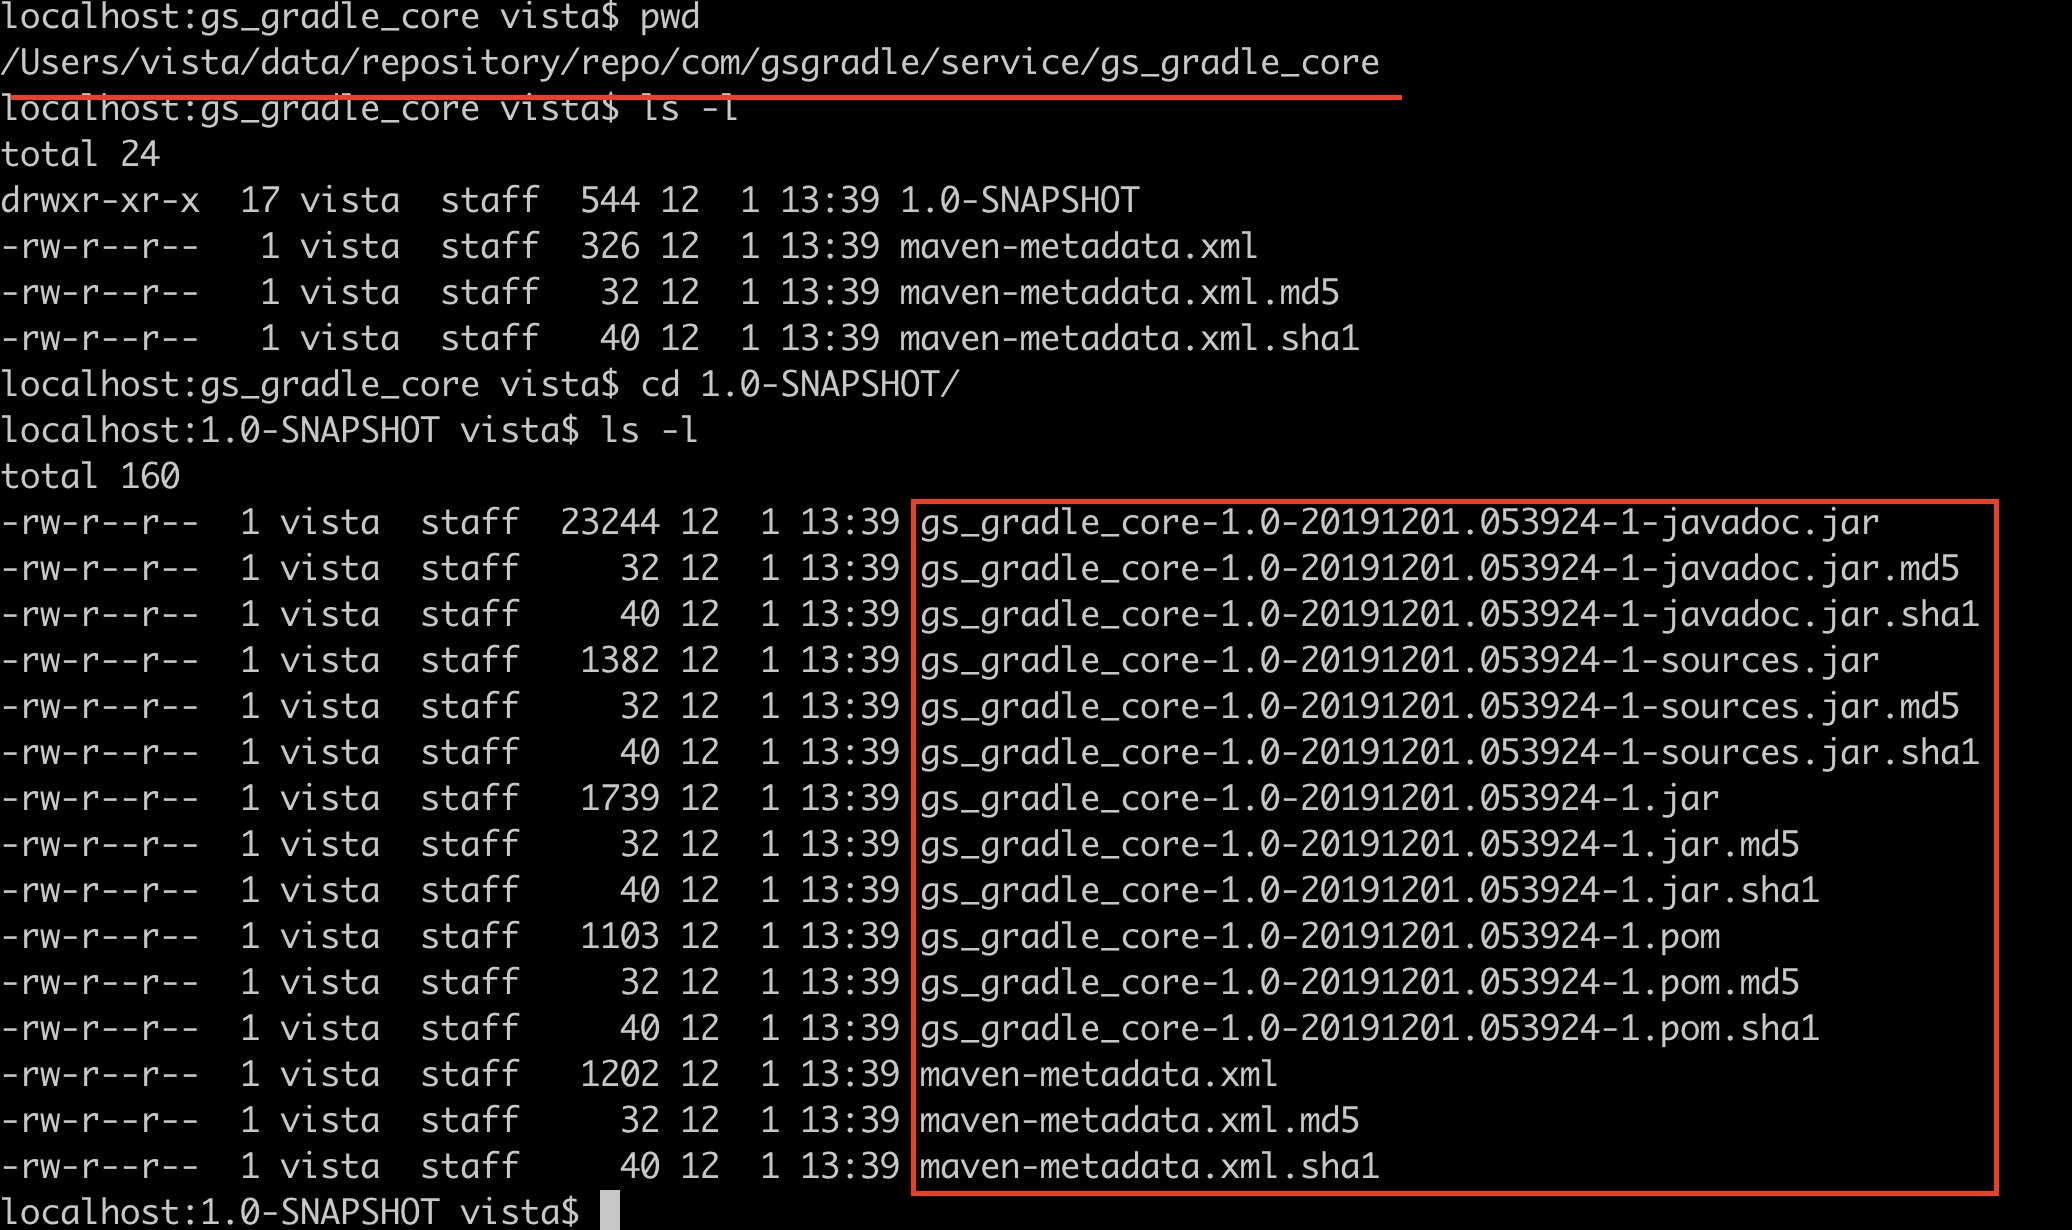 localhost:gs_gradle_core vista$ pwd
/Users/vista/data/repository/repo/com/gsgradle/service/gs_gradle_core
localhost:gs_gradle_core vista$ ls -l
total 24
drwxr-xr-x  17 vista  staff  544 12  1 13:39 1.0-SNAPSHOT
-rw-r--r--   1 vista  staff  326 12  1 13:39 maven-metadata.xml
-rw-r--r--   1 vista  staff   32 12  1 13:39 maven-metadata.xml.md5
-rw-r--r--   1 vista  staff   40 12  1 13:39 maven-metadata.xml.sha1
localhost:gs_gradle_core vista$ cd 1.0-SNAPSHOT/
localhost:1.0-SNAPSHOT vista$ ls -l
total 160
-rw-r--r--  1 vista  staff  23244 12  1 13:39 gs_gradle_core-1.0-20191201.053924-1-javadoc.jar
-rw-r--r--  1 vista  staff     32 12  1 13:39 gs_gradle_core-1.0-20191201.053924-1-javadoc.jar.md5
-rw-r--r--  1 vista  staff     40 12  1 13:39 gs_gradle_core-1.0-20191201.053924-1-javadoc.jar.sha1
-rw-r--r--  1 vista  staff   1382 12  1 13:39 gs_gradle_core-1.0-20191201.053924-1-sources.jar
-rw-r--r--  1 vista  staff     32 12  1 13:39 gs_gradle_core-1.0-20191201.053924-1-sources.jar.md5
-rw-r--r--  1 vista  staff     40 12  1 13:39 gs_gradle_core-1.0-20191201.053924-1-sources.jar.sha1
-rw-r--r--  1 vista  staff   1739 12  1 13:39 gs_gradle_core-1.0-20191201.053924-1.jar
-rw-r--r--  1 vista  staff     32 12  1 13:39 gs_gradle_core-1.0-20191201.053924-1.jar.md5
-rw-r--r--  1 vista  staff     40 12  1 13:39 gs_gradle_core-1.0-20191201.053924-1.jar.sha1
-rw-r--r--  1 vista  staff   1103 12  1 13:39 gs_gradle_core-1.0-20191201.053924-1.pom
-rw-r--r--  1 vista  staff     32 12  1 13:39 gs_gradle_core-1.0-20191201.053924-1.pom.md5
-rw-r--r--  1 vista  staff     40 12  1 13:39 gs_gradle_core-1.0-20191201.053924-1.pom.sha1
-rw-r--r--  1 vista  staff   1202 12  1 13:39 maven-metadata.xml
-rw-r--r--  1 vista  staff     32 12  1 13:39 maven-metadata.xml.md5
-rw-r--r--  1 vista  staff     40 12  1 13:39 maven-metadata.xml.sha1
localhost:1.0-SNAPSHOT vista$